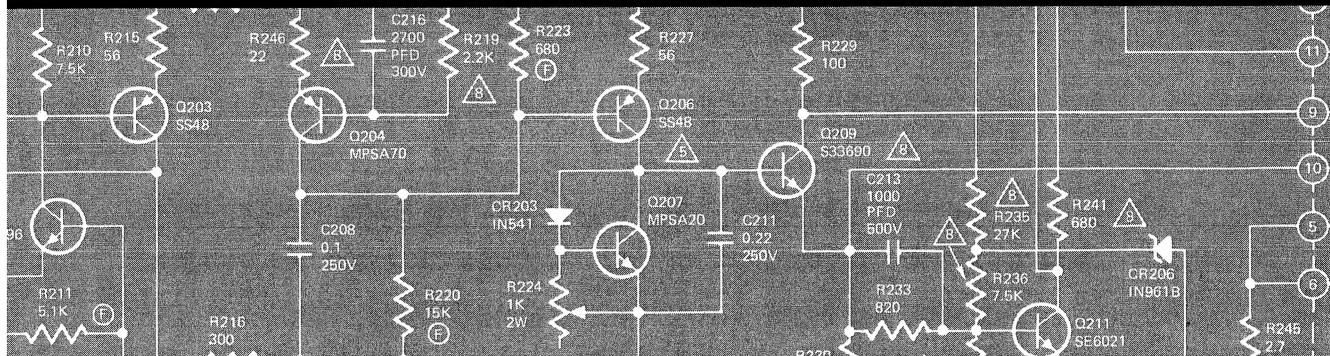 R210
7.5K
R215
56
Q203
SS48
R246
22
B
C216
2700
PFD
300V
R219
2.2K
8
R223
680
F
Q204
MPSA70
R227
56
Q206
SS48
5
R229
100
Q209
S33690
8
11
9
10
5
6
C213
1000
PFD
500V
8
R235
27K
8
R241
680
8
CR206
IN961B
R236
7.5K
R233
820
Q211
SE6021
R245
2.7
CR203
IN541
Q207
MPSA20
C211
0.22
250V
R224
1K
2W
C208
0.1
250V
R220
15K
F
96
R211
5.1K
F
R216
300